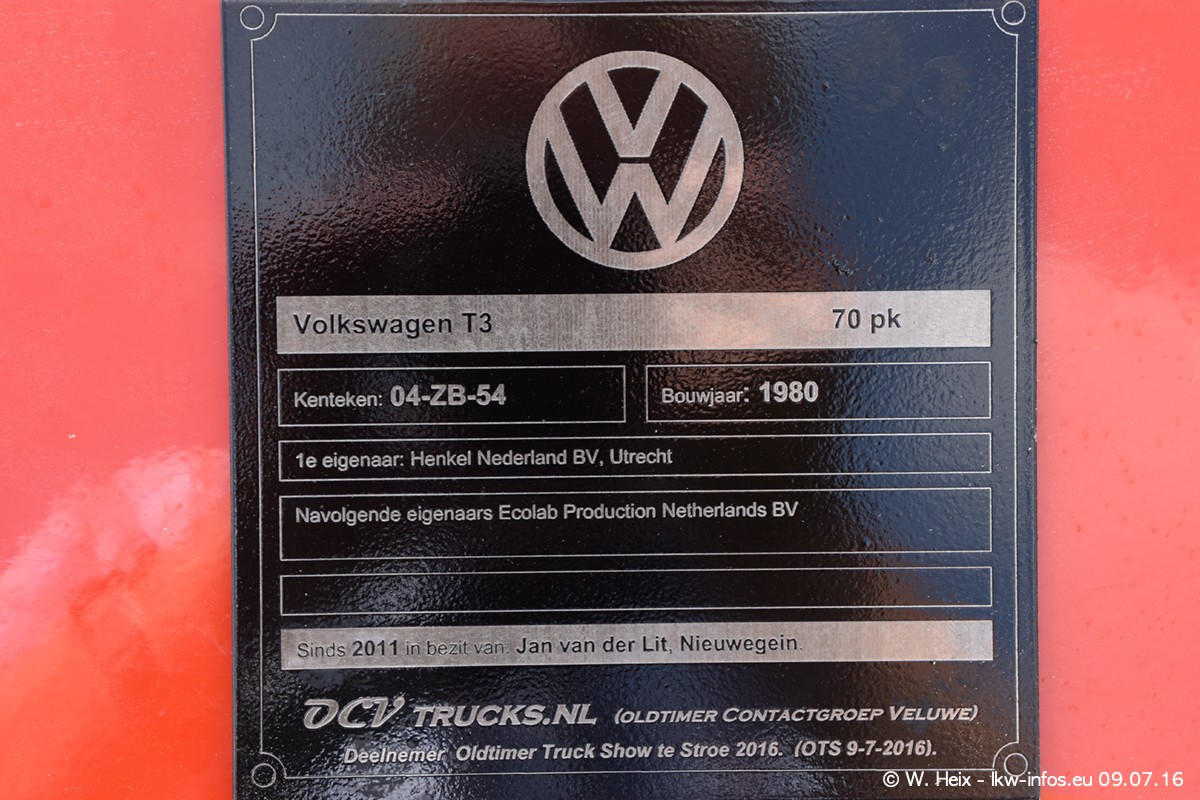 Volkswagen T3 70 pk
Kenteken: 04-ZB-54 Bouwjaar: 1980
1e eigenaar: Henkel Nederland BV, Utrecht
Navolgende eigenaars Ecolab Production Netherlands BV
Sinds 2011 in bezit van: Jan van der Lit, Nieuwegein.
OCV TRUCKS.NL (OLDTIMER CONTACTGROEP VELUWE)
Deelnemer Oldtimer Truck Show te Stroe 2016. (OTS 9-7-2016).
© W. Heix - lkw-infos.eu 09.07.16